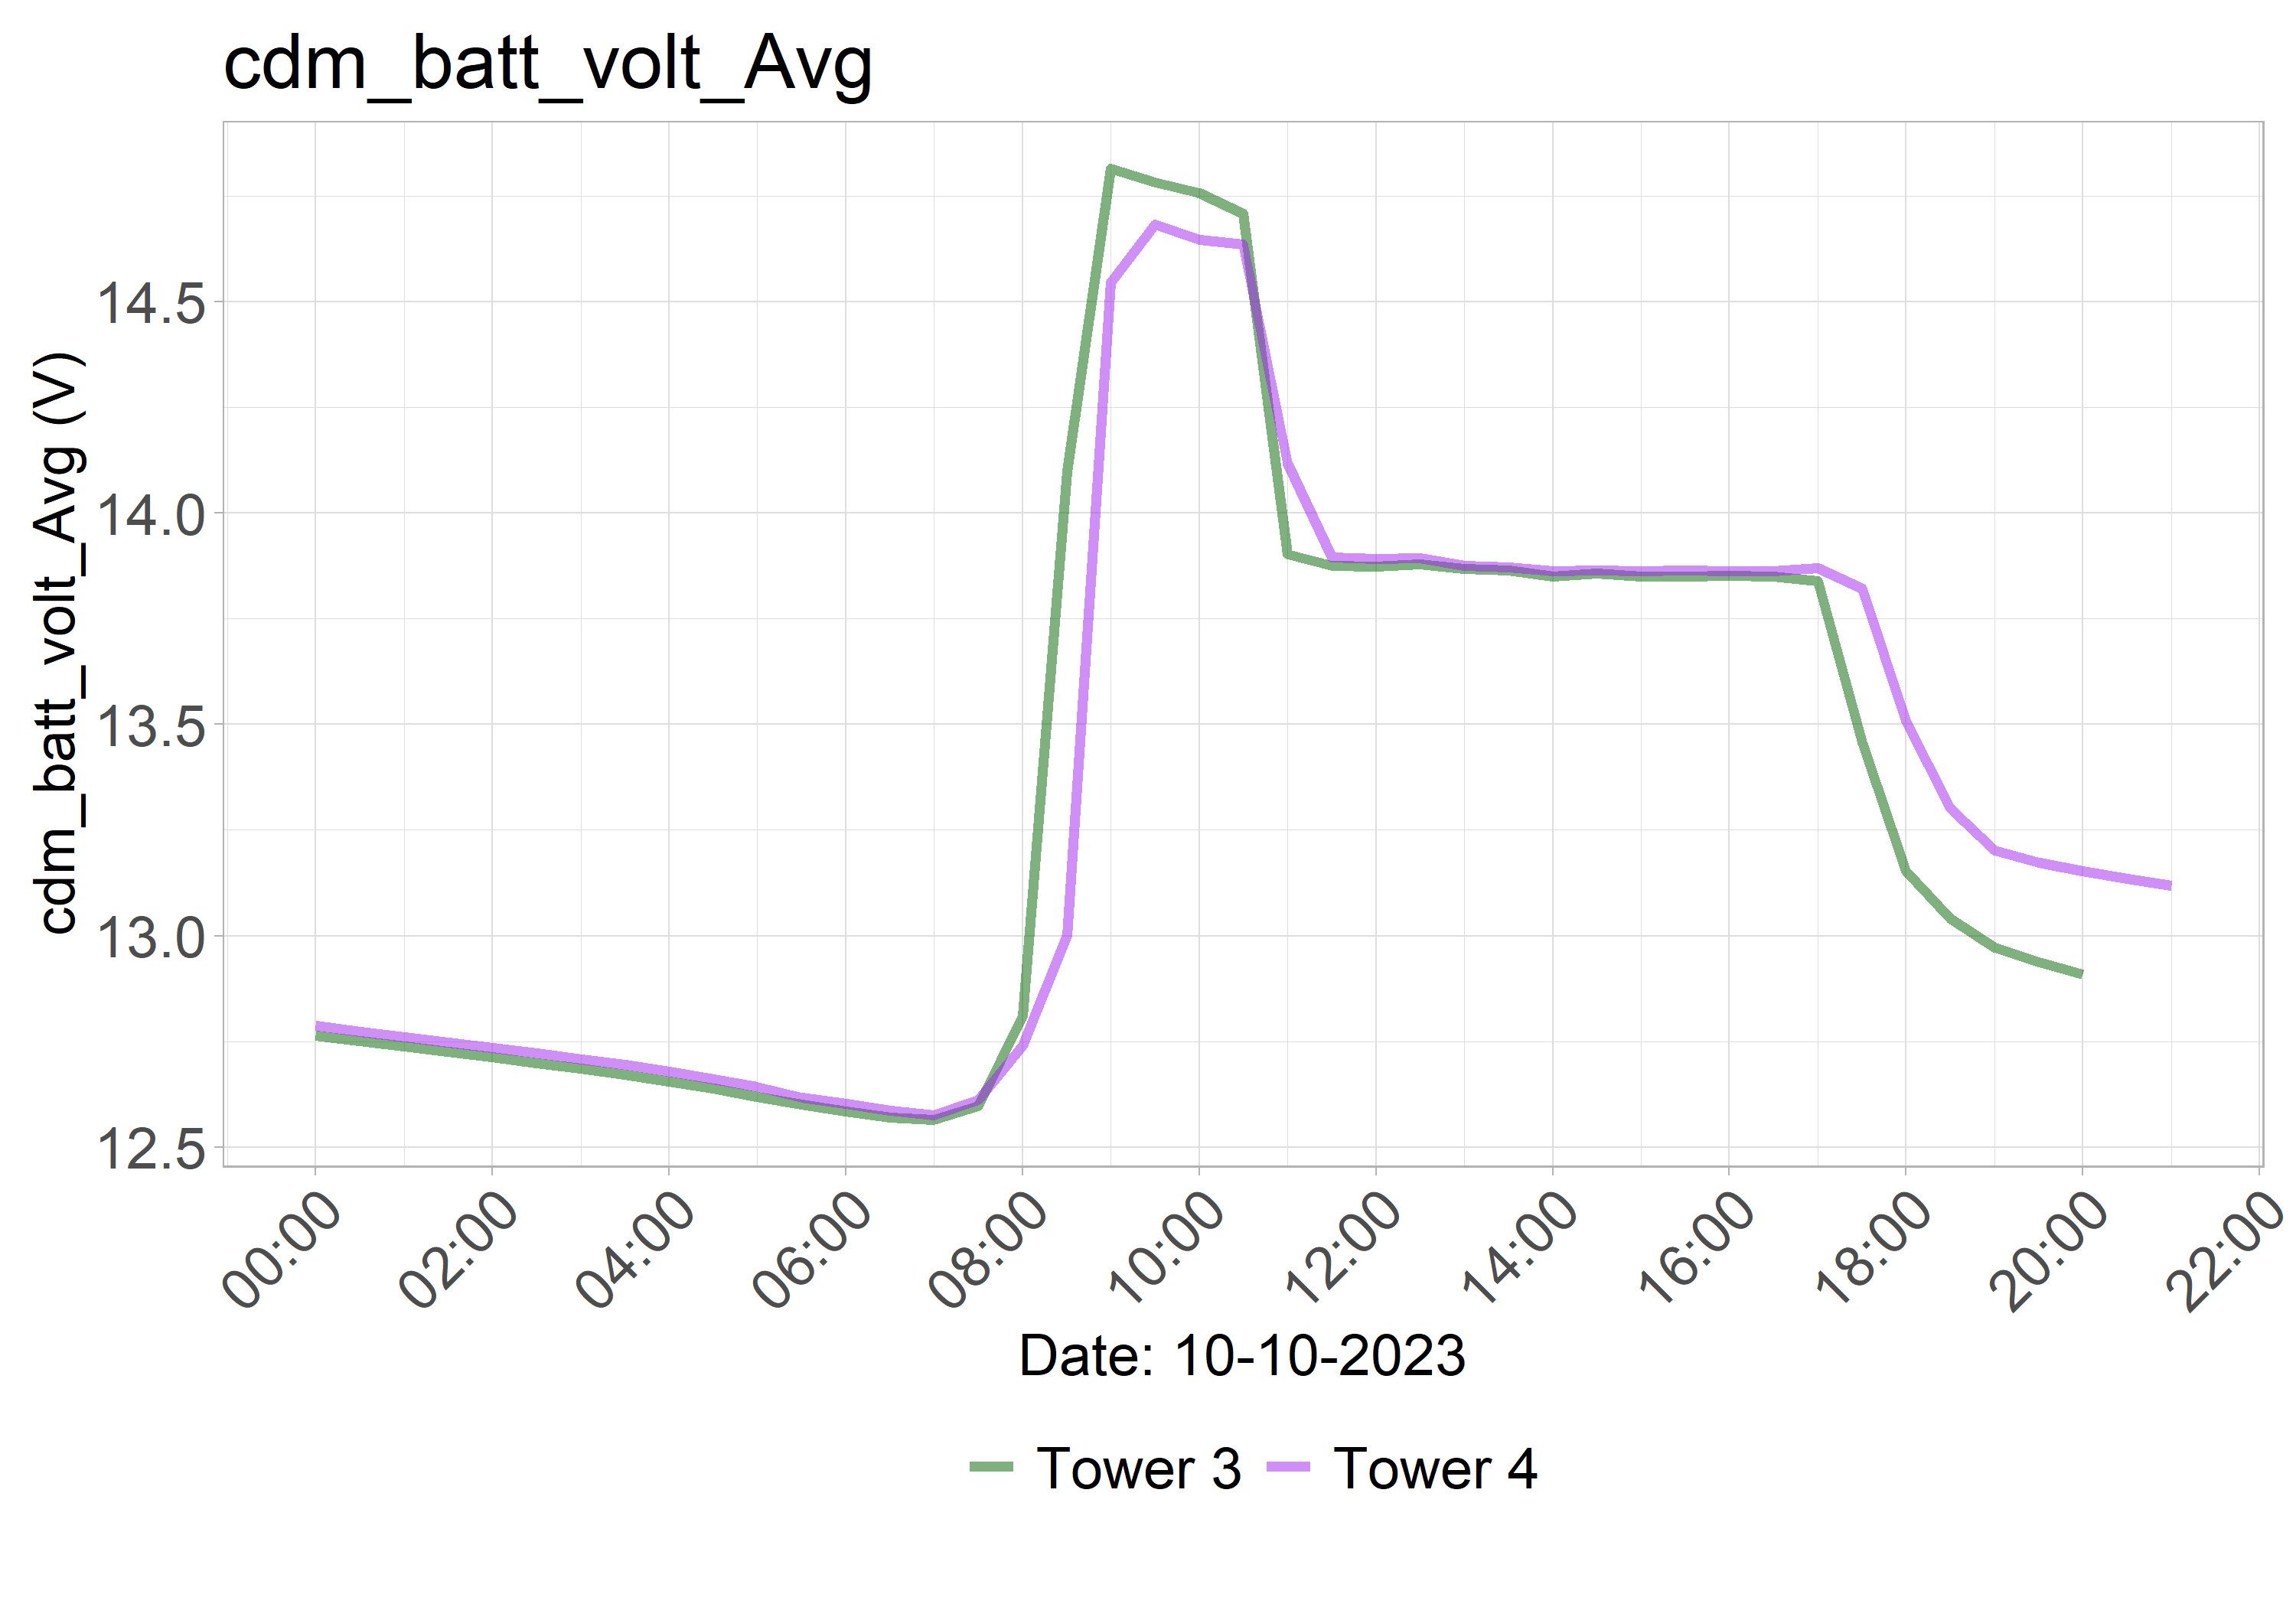 cdm_batt_volt_Avg
cdm_batt_volt_Avg (V)
14.5
14.0
13.5
13.0
12.5
00:00 02:00 04:00 06:00 08:00 10:00 12:00 14:00 16:00 18:00 20:00 22:00
Date: 10-10-2023
Tower 3 Tower 4